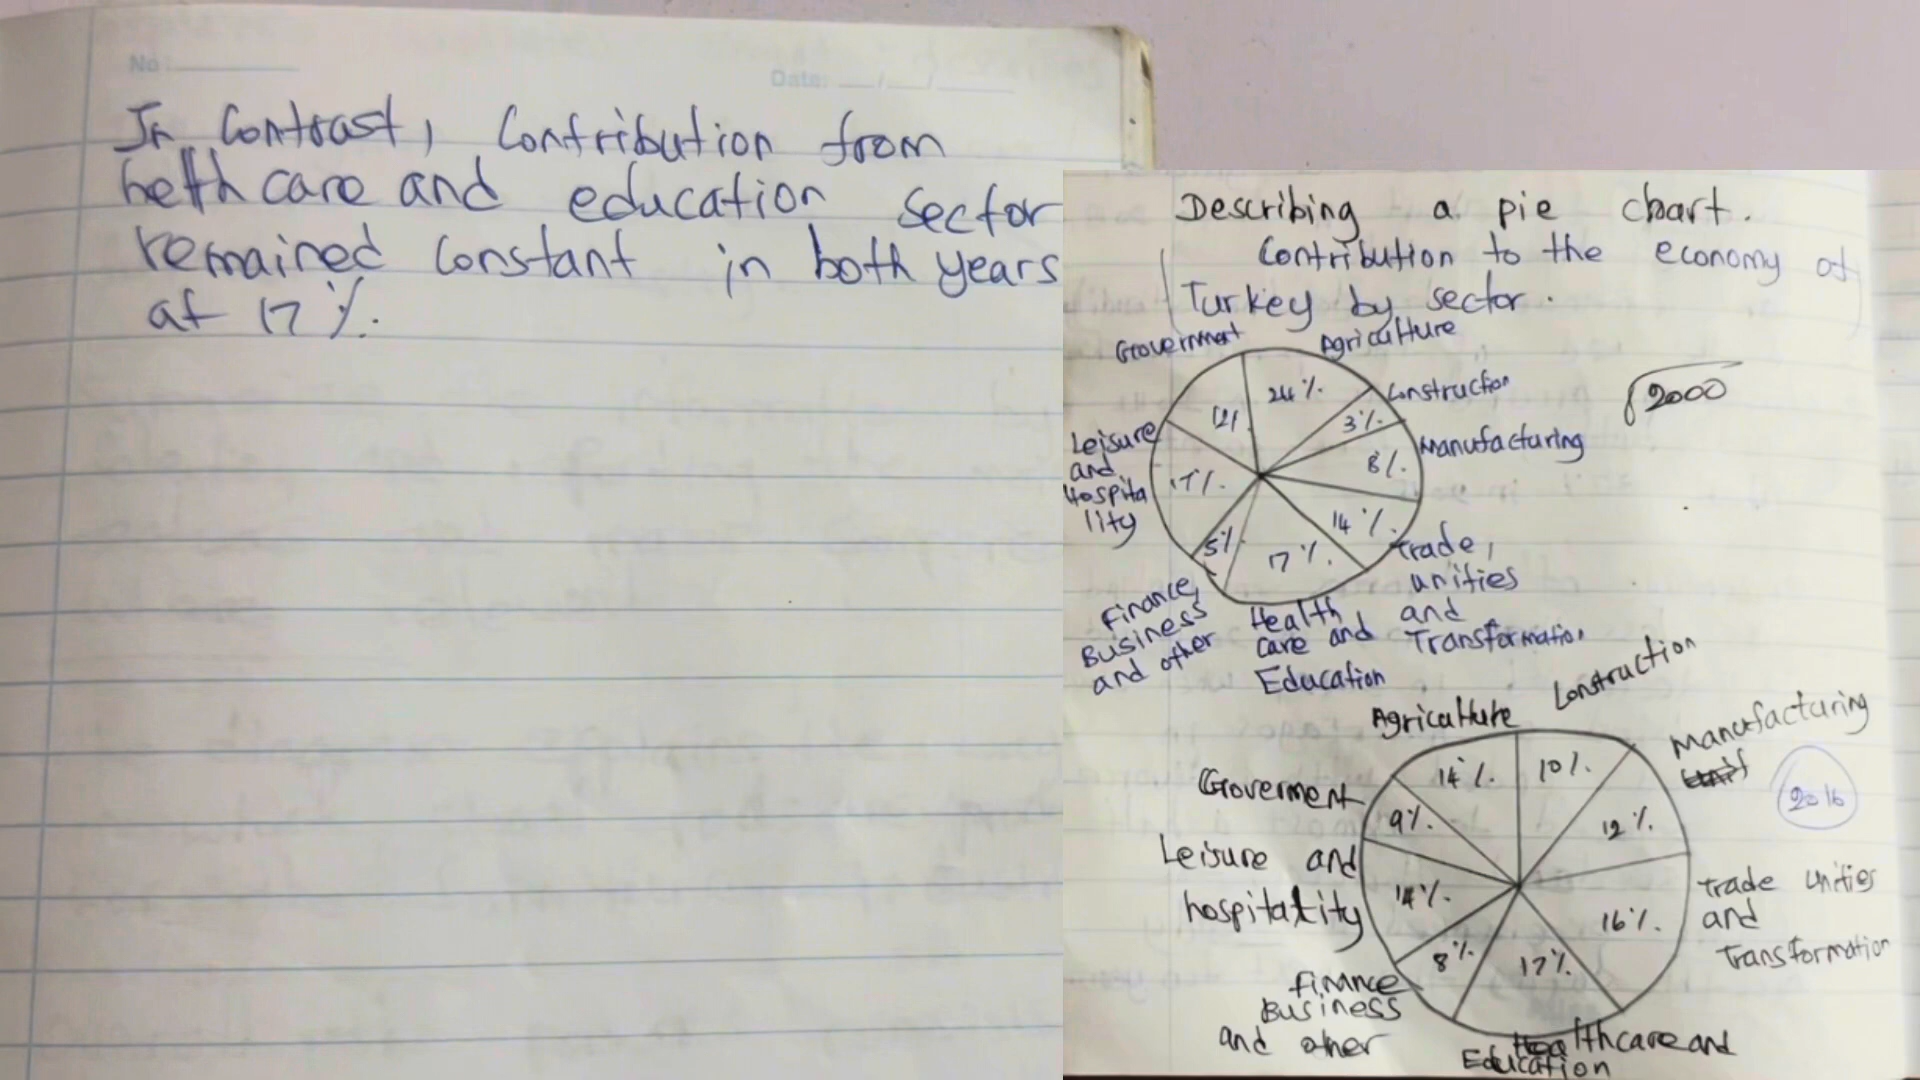 No
Date: / /
In Contrast, Contribution from
helth care and education sector
remained constant in both years
at 17%.
Describing a pie chart.
Contribution to the economy of
Turkey by sector.
Government
Agriculture
24%
Construction
3%
2000
12%
Leisure
and
Hospita
lity
Manufacturing
8%
17%
14%
5%
17%
Trade,
unities
and
Transformation
Finance,
Business
and other
Health
care and
Education
Agriculture
Construction
Manufacturing
2016
14%
10%
Goverment
9%
12%
Leisure and
hospitality
14%
Trade unities
and
Transformation
16%
8%
17%
finance
Business
and other
Healthcare and
Education